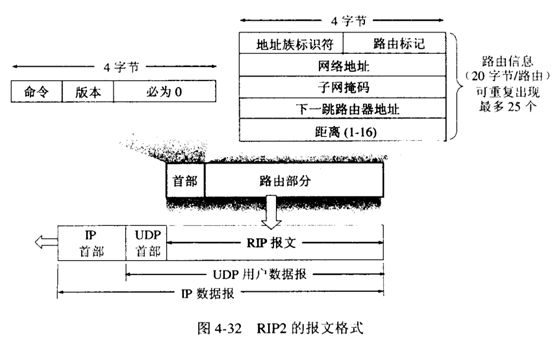 4 字节
地址族标识符 路由标记
网络地址
子网掩码
下一跳路由器地址
距离 (1-16)
路由信息
(20 字节/路由)
可重复出现
最多 25 个
4 字节
命令 版本 必为 0
首部 路由部分
IP
首部
UDP
首部
RIP 报文
UDP 用户数据报
IP 数据报
图 4-32 RIP2 的报文格式